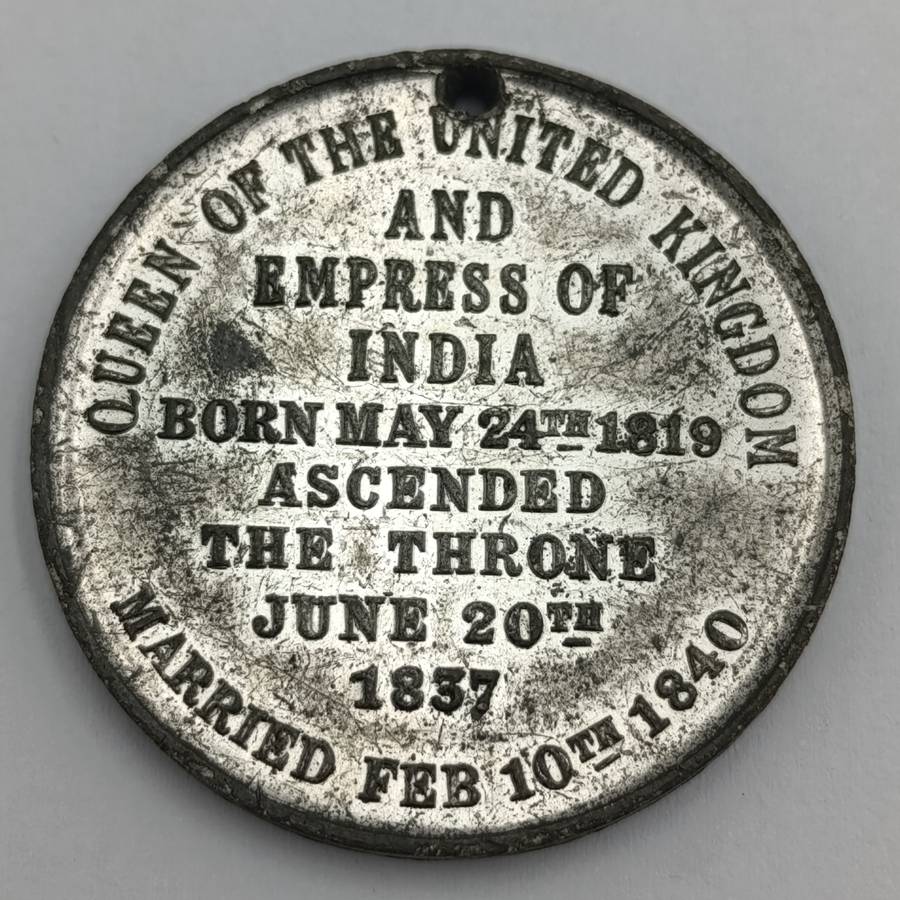 QUEEN OF THE UNITED KINGDOM
AND
EMPRESS OF
INDIA
BORN MAY 24TH 1819
ASCENDED
THE THRONE
JUNE 20TH
1837
MARRIED FEB 10TH 1840